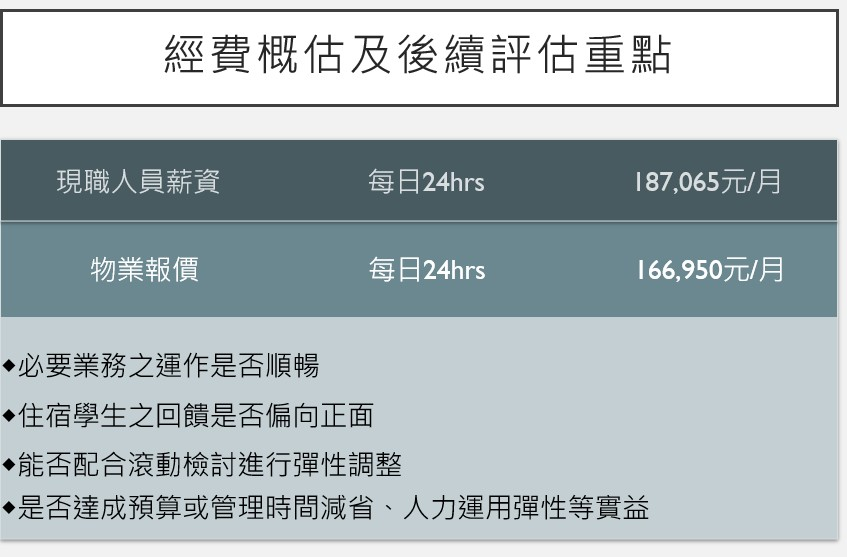 經費概估及後續評估重點
現職人員薪資 每日24hrs 187,065元/月
物業報價 每日24hrs 166,950元/月
◆必要業務之運作是否順暢
◆住宿學生之回饋是否偏向正面
◆能否配合滾動檢討進行彈性調整
◆是否達成預算或管理時間減省、人力運用彈性等實益